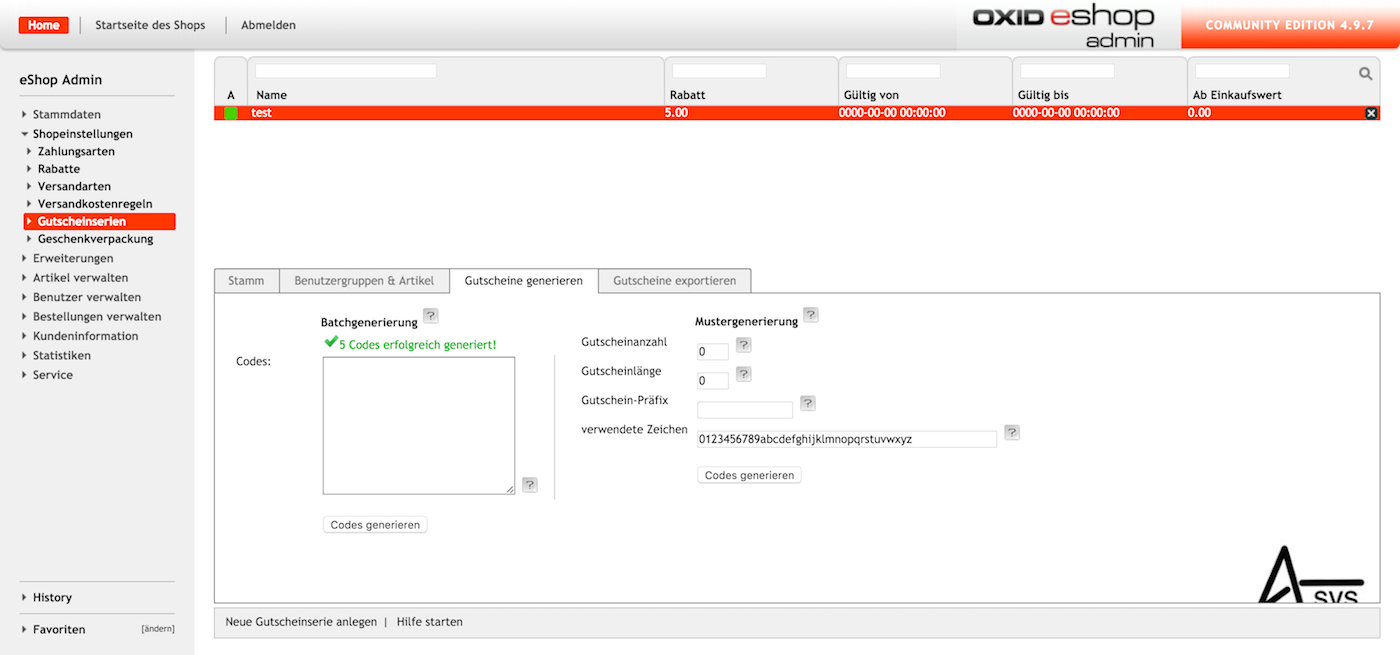 Home
Startseite des Shops
Abmelden
OXID eshop
admin
COMMUNITY EDITION 4.9.7
eShop Admin
Stammdaten
Shopeinstellungen
Zahlungsarten
Rabatte
Versandarten
Versandkostenregeln
Gutscheinserien
Geschenkverpackung
Erweiterungen
Artikel verwalten
Benutzer verwalten
Bestellungen verwalten
Kundeninformation
Statistiken
Service
History
Favoriten [ändern]
A Name Rabatt Gültig von Gültig bis Ab Einkaufswert
test 5.00 0000-00-00 00:00:00 0000-00-00 00:00:00 0.00
Stamm Benutzergruppen & Artikel Gutscheine generieren Gutscheine exportieren
Batchgenerierung ?
5 Codes erfolgreich generiert!
Codes:
?
Codes generieren
Mustergenerierung ?
Gutscheinanzahl 0 ?
Gutscheinlänge 0 ?
Gutschein-Präfix ?
verwendete Zeichen 0123456789abcdefghijklmnopqrstuvwxyz ?
Codes generieren
A SVS
Neue Gutscheinserie anlegen | Hilfe starten